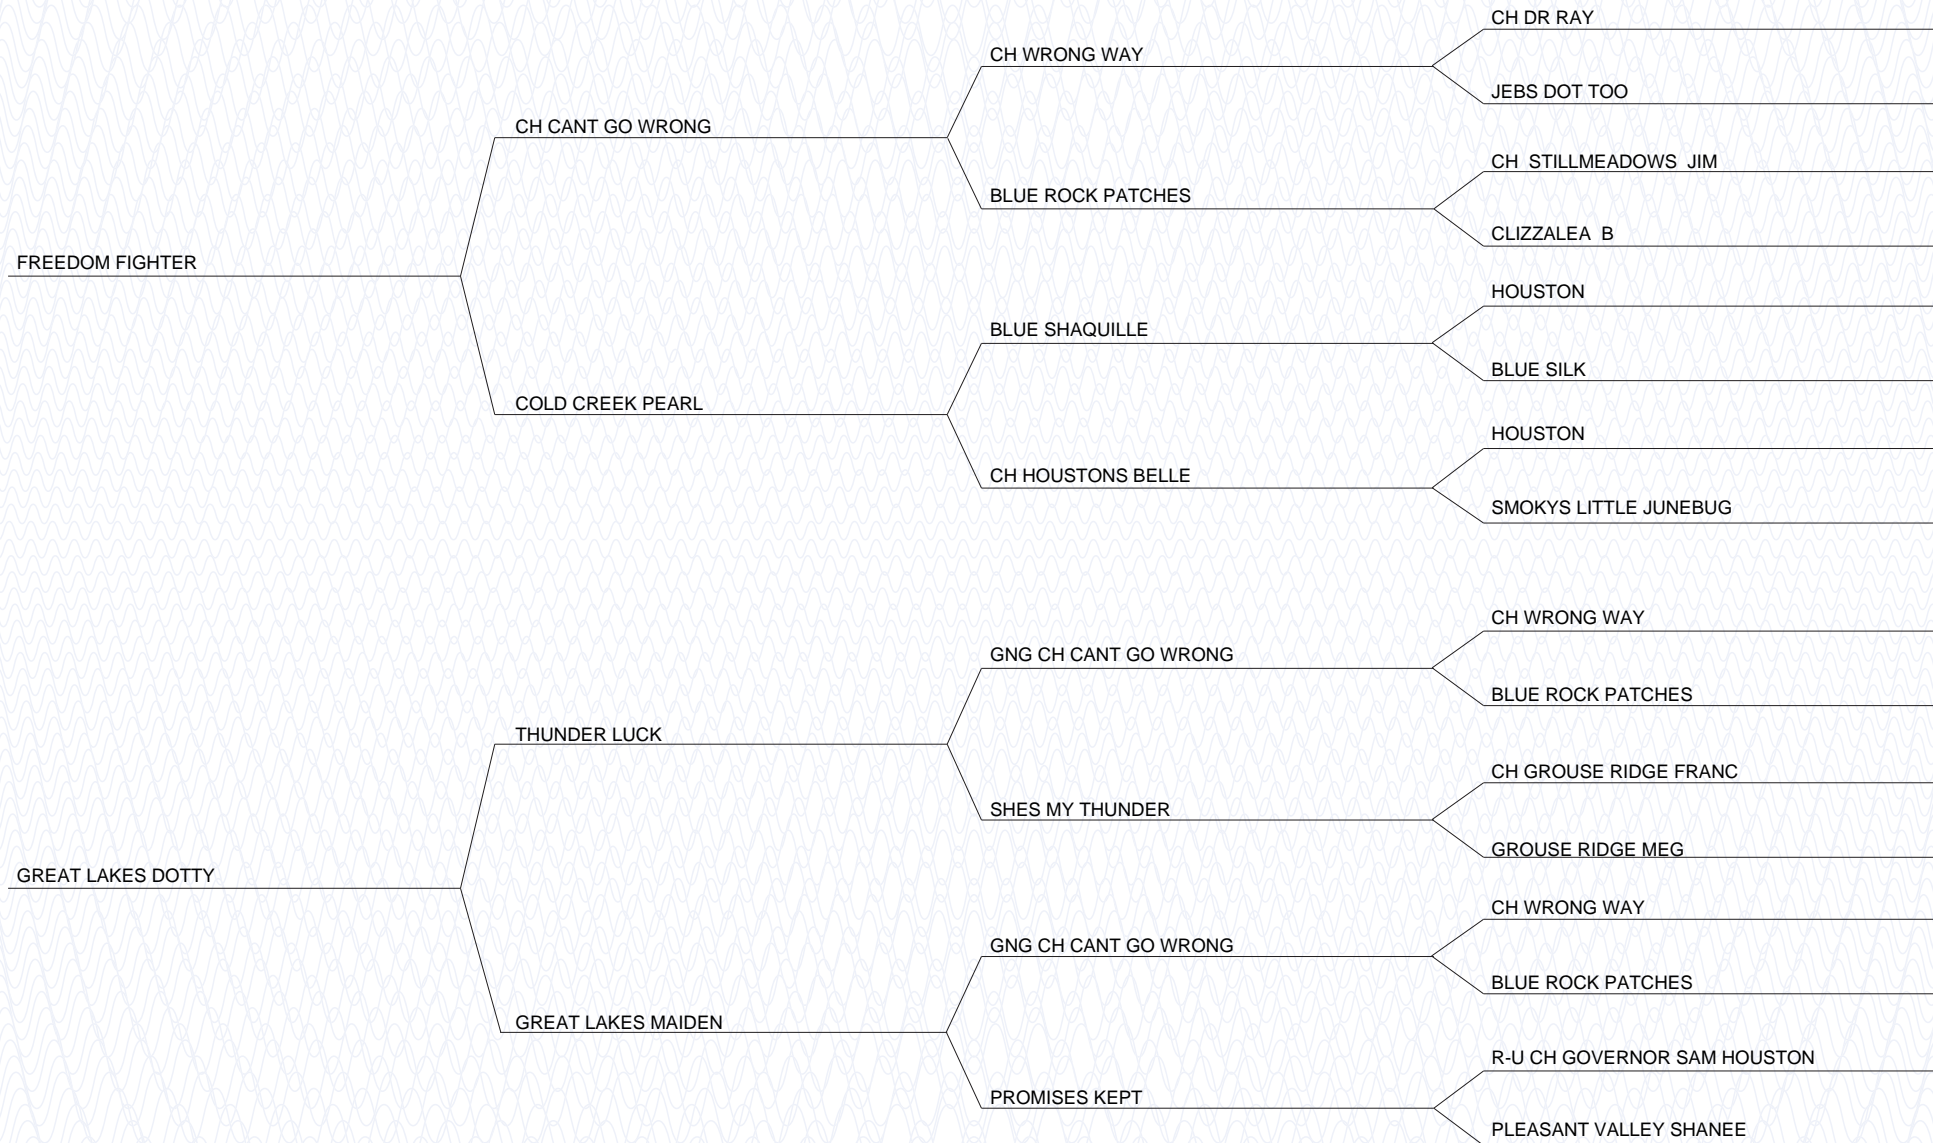 CH DR RAY
CH WRONG WAY
JEBS DOT TOO
CH CANT GO WRONG
CH  STILLMEADOWS  JIM
BLUE ROCK PATCHES
CLIZZALEA  B
FREEDOM FIGHTER
HOUSTON
BLUE SHAQUILLE
BLUE SILK
COLD CREEK PEARL
HOUSTON
CH HOUSTONS BELLE
SMOKYS LITTLE JUNEBUG
CH WRONG WAY
GNG CH CANT GO WRONG
BLUE ROCK PATCHES
THUNDER LUCK
CH GROUSE RIDGE FRANC
SHES MY THUNDER
GROUSE RIDGE MEG
GREAT LAKES DOTTY
CH WRONG WAY
GNG CH CANT GO WRONG
BLUE ROCK PATCHES
GREAT LAKES MAIDEN
R-U CH GOVERNOR SAM HOUSTON
PROMISES KEPT
PLEASANT VALLEY SHANEE